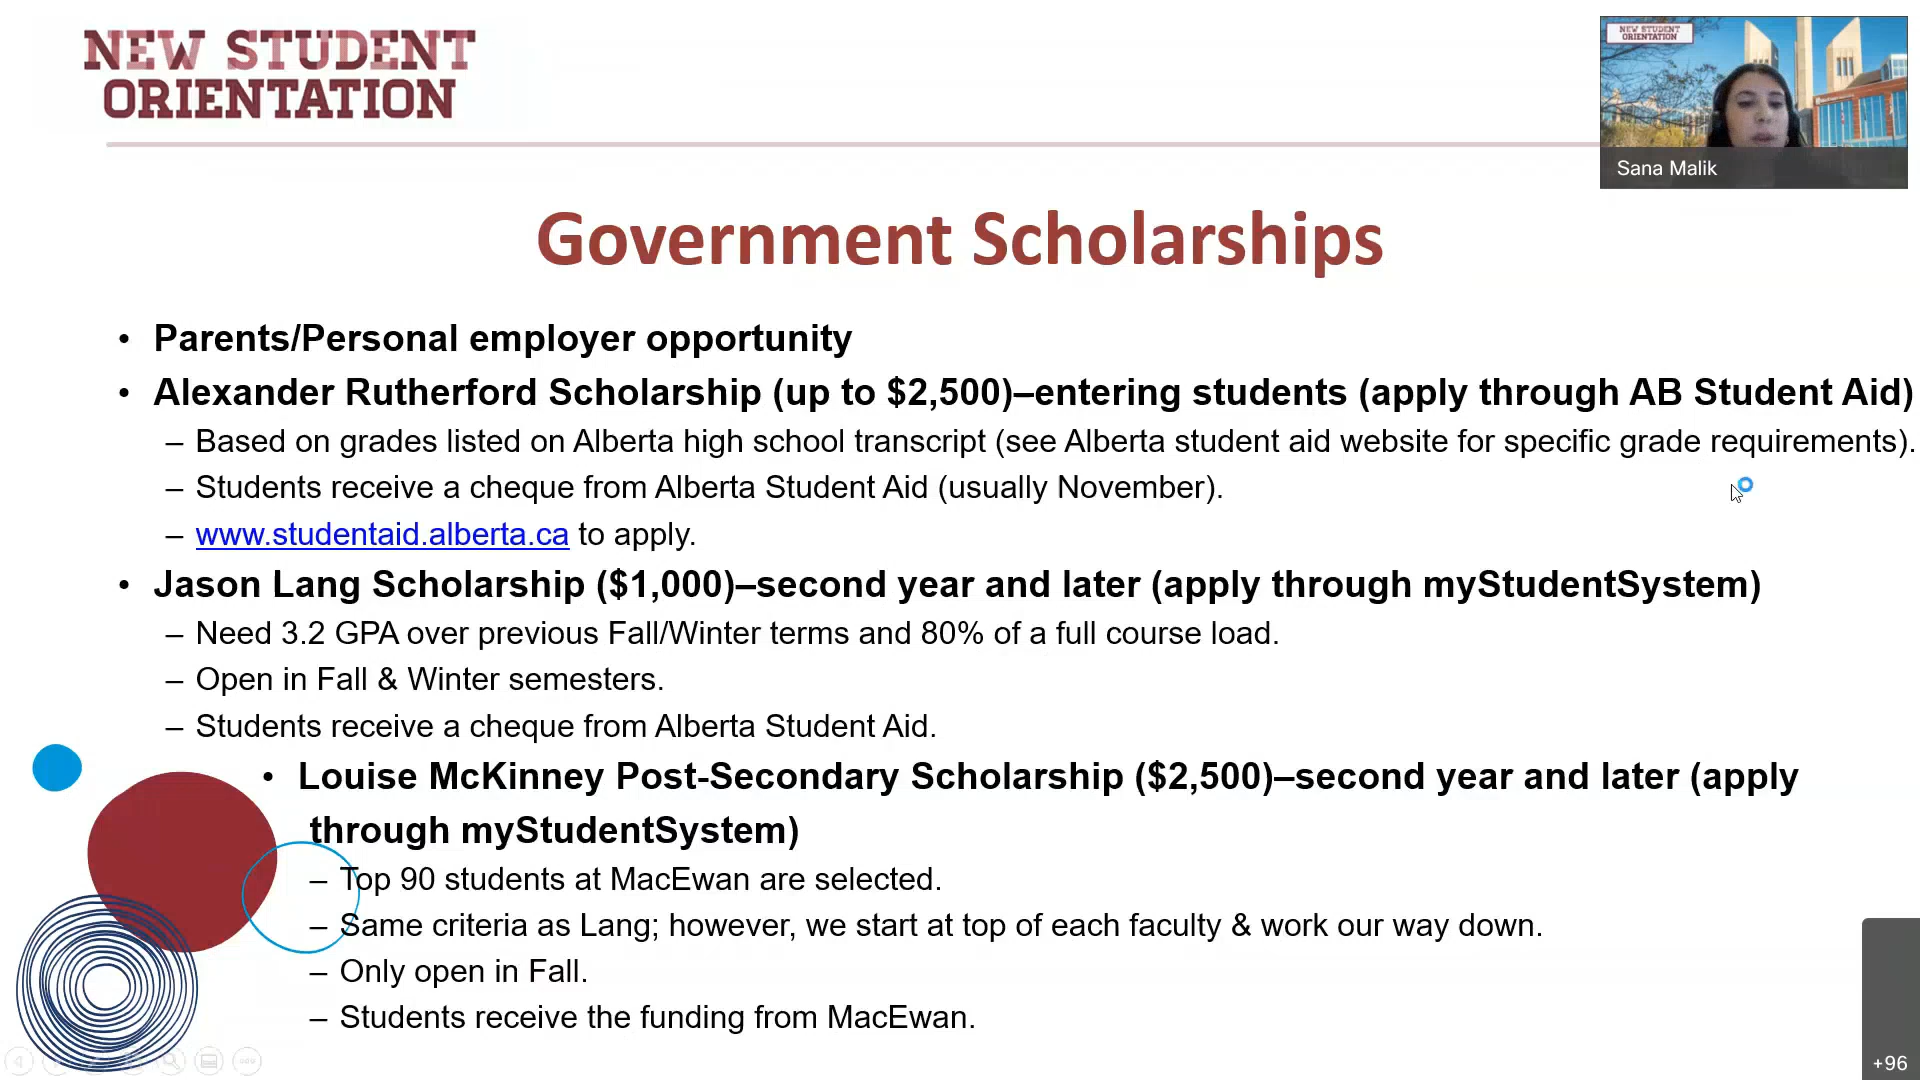 NEW STUDENT
ORIENTATION
NEW STUDENT
ORIENTATION
Sana Malik
Government Scholarships
• Parents/Personal employer opportunity
• Alexander Rutherford Scholarship (up to $2,500)–entering students (apply through AB Student Aid)
– Based on grades listed on Alberta high school transcript (see Alberta student aid website for specific grade requirements).
– Students receive a cheque from Alberta Student Aid (usually November).
– www.studentaid.alberta.ca to apply.
• Jason Lang Scholarship ($1,000)–second year and later (apply through myStudentSystem)
– Need 3.2 GPA over previous Fall/Winter terms and 80% of a full course load.
– Open in Fall & Winter semesters.
– Students receive a cheque from Alberta Student Aid.
• Louise McKinney Post-Secondary Scholarship ($2,500)–second year and later (apply
through myStudentSystem)
– Top 90 students at MacEwan are selected.
– Same criteria as Lang; however, we start at top of each faculty & work our way down.
– Only open in Fall.
– Students receive the funding from MacEwan.
+96